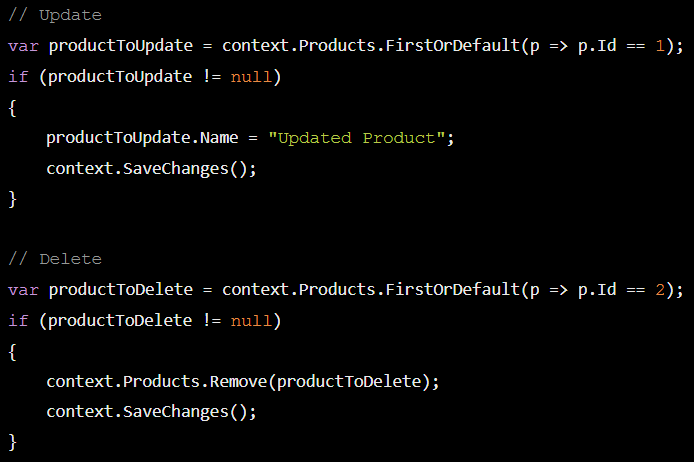 // Update
var productToUpdate = context.Products.FirstOrDefault(p => p.Id == 1);
if (productToUpdate != null)
{
    productToUpdate.Name = "Updated Product";
    context.SaveChanges();
}

// Delete
var productToDelete = context.Products.FirstOrDefault(p => p.Id == 2);
if (productToDelete != null)
{
    context.Products.Remove(productToDelete);
    context.SaveChanges();
}